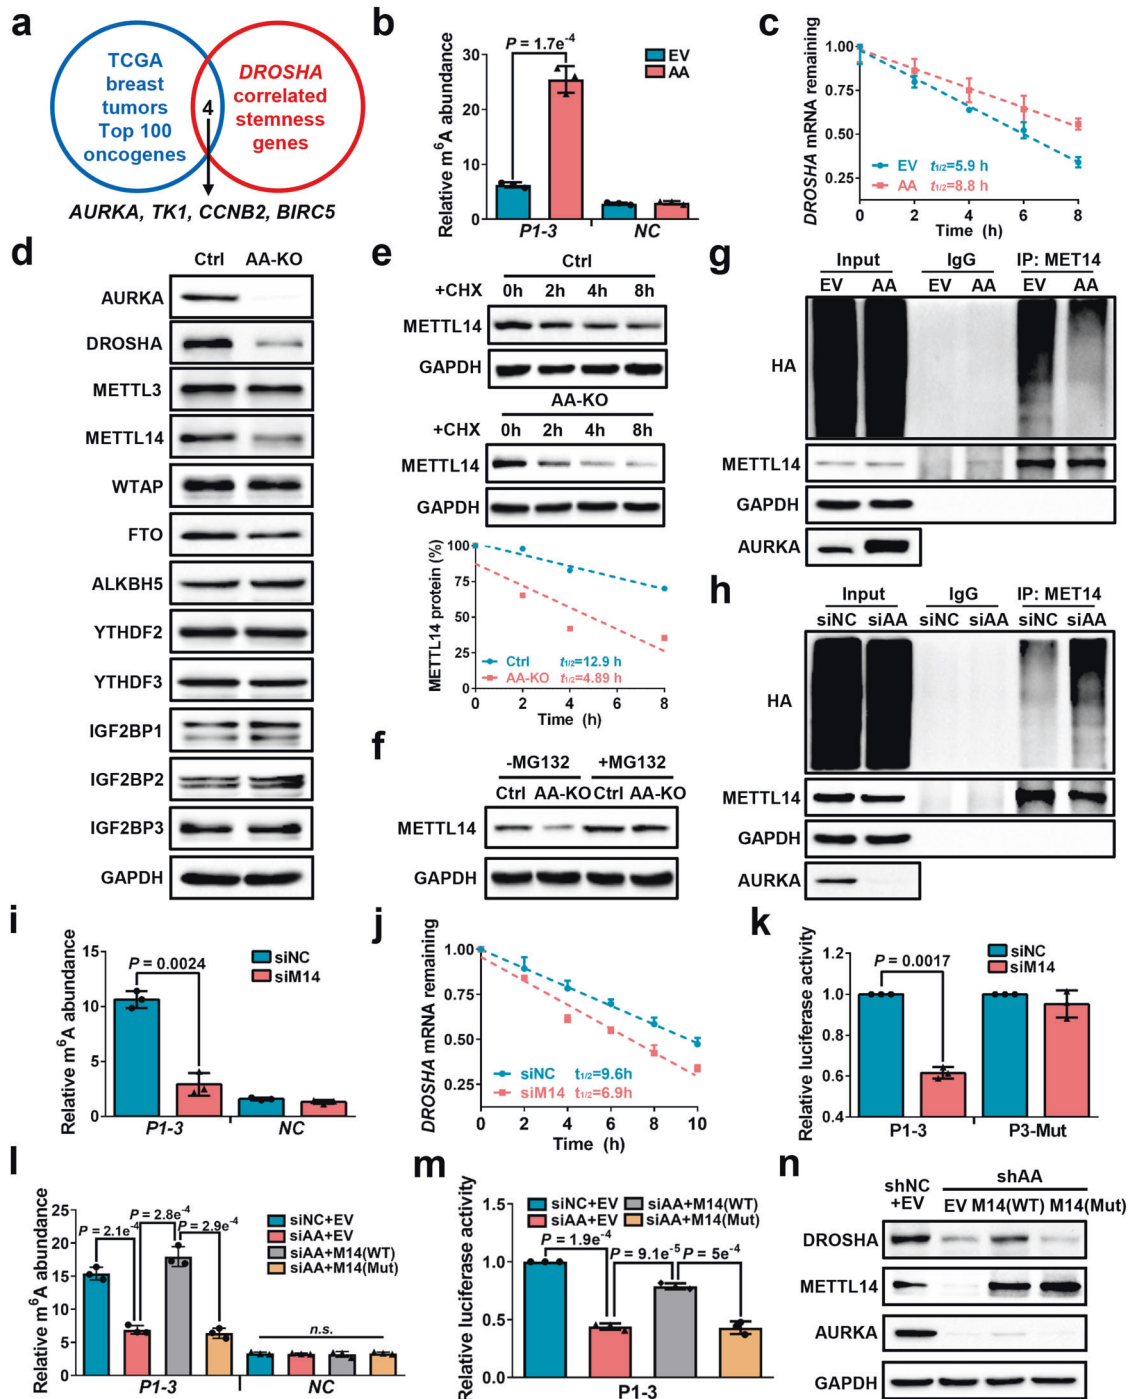 a
TCGA
breast
tumors
Top 100
oncogenes
4
DROSHA
correlated
stemness
genes
AURKA, TK1, CCNB2, BIRC5
b
Relative m⁶A abundance
P = 1.7e⁻⁴
EV
AA
30
20
10
0
P1-3
NC
c
DROSHA mRNA remaining
1.00
0.75
0.50
0.25
EV t1/2=5.9 h
AA t1/2=8.8 h
0 2 4 6 8
Time (h)
d
Ctrl AA-KO
AURKA
DROSHA
METTL3
METTL14
WTAP
FTO
ALKBH5
YTHDF2
YTHDF3
IGF2BP1
IGF2BP2
IGF2BP3
GAPDH
e
Ctrl
+CHX 0h 2h 4h 8h
METTL14
GAPDH
AA-KO
+CHX 0h 2h 4h 8h
METTL14
GAPDH
METTL14 protein (%)
100
75
50
25
0
Ctrl t1/2=12.9 h
AA-KO t1/2=4.89 h
0 2 4 6 8
Time (h)
f
-MG132 +MG132
Ctrl AA-KO Ctrl AA-KO
METTL14
GAPDH
g
Input IgG IP: MET14
EV AA EV AA EV AA
HA
METTL14
GAPDH
AURKA
h
Input IgG IP: MET14
siNC siAA siNC siAA siNC siAA
HA
METTL14
GAPDH
AURKA
i
Relative m⁶A abundance
15
10
5
0
P = 0.0024
siNC
siM14
P1-3
NC
j
DROSHA mRNA remaining
1.00
0.75
0.50
0.25
siNC t1/2=9.6h
siM14 t1/2=6.9h
0 2 4 6 8 10
Time (h)
k
Relative luciferase activity
1.2
1.0
0.8
0.6
0.4
P = 0.0017
siNC
siM14
P1-3
P3-Mut
l
Relative m⁶A abundance
25
20
15
10
5
0
P = 2.1e⁻⁴
P = 2.8e⁻⁴
P = 2.9e⁻⁴
siNC+EV
siAA+EV
siAA+M14(WT)
siAA+M14(Mut)
n.s.
P1-3
NC
m
Relative luciferase activity
1.5
1.0
0.5
0
siNC+EV
siAA+EV
siAA+M14(WT)
siAA+M14(Mut)
P = 1.9e⁻⁴
P = 9.1e⁻⁵
P = 5e⁻⁴
P1-3
n
shNC
+EV
shAA
EV M14(WT) M14(Mut)
DROSHA
METTL14
AURKA
GAPDH